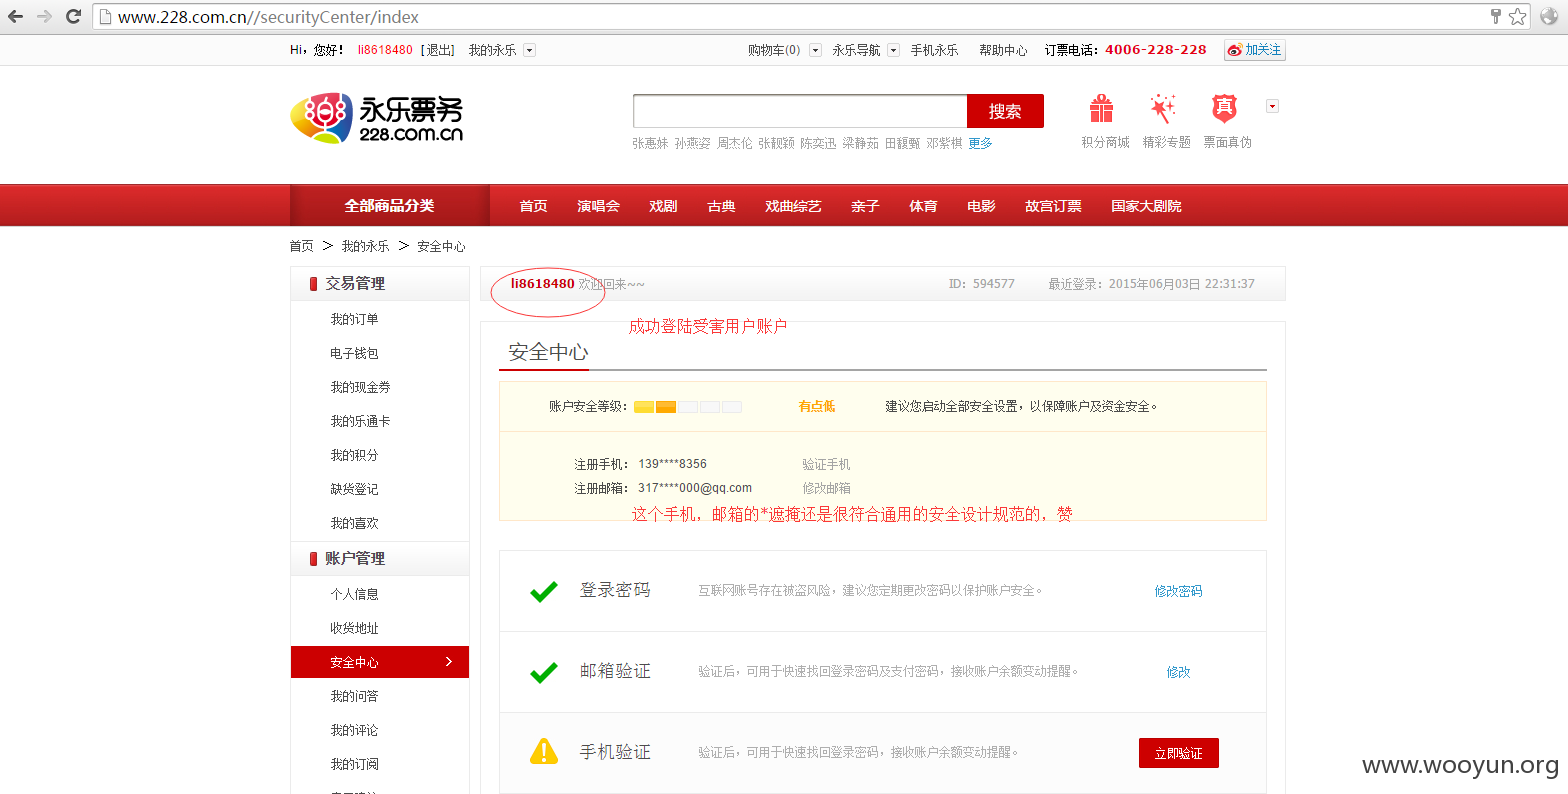 www.228.com.cn//securityCenter/index
Hi，您好！ li8618480 [退出] 我的永乐 购物车(0) 永乐导航 手机永乐 帮助中心 订票电话：4006-228-228 加关注
永乐票务
228.com.cn
搜索
张惠妹 孙燕姿 周杰伦 张靓颖 陈奕迅 梁静茹 田馥甄 邓紫棋 更多
积分商城 精彩专题 票面真伪
真
全部商品分类 首页 演唱会 戏剧 古典 戏曲综艺 亲子 体育 电影 故宫订票 国家大剧院
首页 > 我的永乐 > 安全中心
交易管理
我的订单
电子钱包
我的现金券
我的乐通卡
我的积分
缺货登记
我的喜欢
账户管理
个人信息
收货地址
安全中心
我的问答
我的评论
我的订阅
li8618480 欢迎回来~~ ID：594577 最近登录：2015年06月03日 22:31:37
成功登陆受害用户账户
安全中心
账户安全等级： 有点低 建议您启动全部安全设置，以保障账户及资金安全。
注册手机： 139****8356 验证手机
注册邮箱： 317****000@qq.com 修改邮箱
这个手机，邮箱的*遮掩还是很符合通用的安全设计规范的，赞
登录密码 互联网账号存在被盗风险，建议您定期更改密码以保护账户安全。 修改密码
邮箱验证 验证后，可用于快速找回登录密码及支付密码，接收账户余额变动提醒。 修改
手机验证 验证后，可用于快速找回登录密码，接收账户余额变动提醒。 立即验证
www.wooyun.org